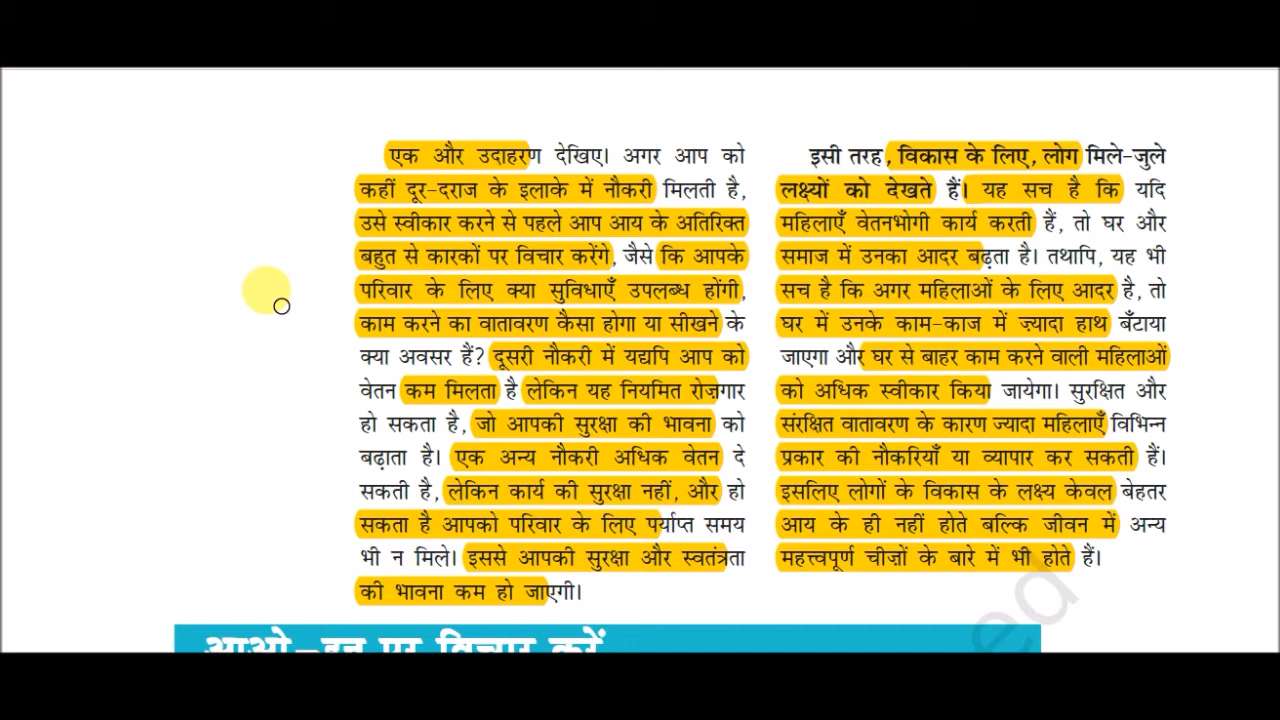 एक और उदाहरण देखिए। अगर आप को
कहीं दूर-दराज के इलाके में नौकरी मिलती है,
उसे स्वीकार करने से पहले आप आय के अतिरिक्त
बहुत से कारकों पर विचार करेंगे, जैसे कि आपके
परिवार के लिए क्या सुविधाएँ उपलब्ध होंगी,
काम करने का वातावरण कैसा होगा या सीखने के
क्या अवसर हैं? दूसरी नौकरी में यद्यपि आप को
वेतन कम मिलता है लेकिन यह नियमित रोज़गार
हो सकता है, जो आपकी सुरक्षा की भावना को
बढ़ाता है। एक अन्य नौकरी अधिक वेतन दे
सकती है, लेकिन कार्य की सुरक्षा नहीं, और हो
सकता है आपको परिवार के लिए पर्याप्त समय
भी न मिले। इससे आपकी सुरक्षा और स्वतंत्रता
की भावना कम हो जाएगी।
इसी तरह, विकास के लिए, लोग मिले-जुले
लक्ष्यों को देखते हैं। यह सच है कि यदि
महिलाएँ वेतनभोगी कार्य करती हैं, तो घर और
समाज में उनका आदर बढ़ता है। तथापि, यह भी
सच है कि अगर महिलाओं के लिए आदर है, तो
घर में उनके काम-काज में ज़्यादा हाथ बँटाया
जाएगा और घर से बाहर काम करने वाली महिलाओं
को अधिक स्वीकार किया जायेगा। सुरक्षित और
संरक्षित वातावरण के कारण ज्यादा महिलाएँ विभिन्न
प्रकार की नौकरियाँ या व्यापार कर सकती हैं।
इसलिए लोगों के विकास के लक्ष्य केवल बेहतर
आय के ही नहीं होते बल्कि जीवन में अन्य
महत्त्वपूर्ण चीज़ों के बारे में भी होते हैं।
आओ-इन पर विचार करें